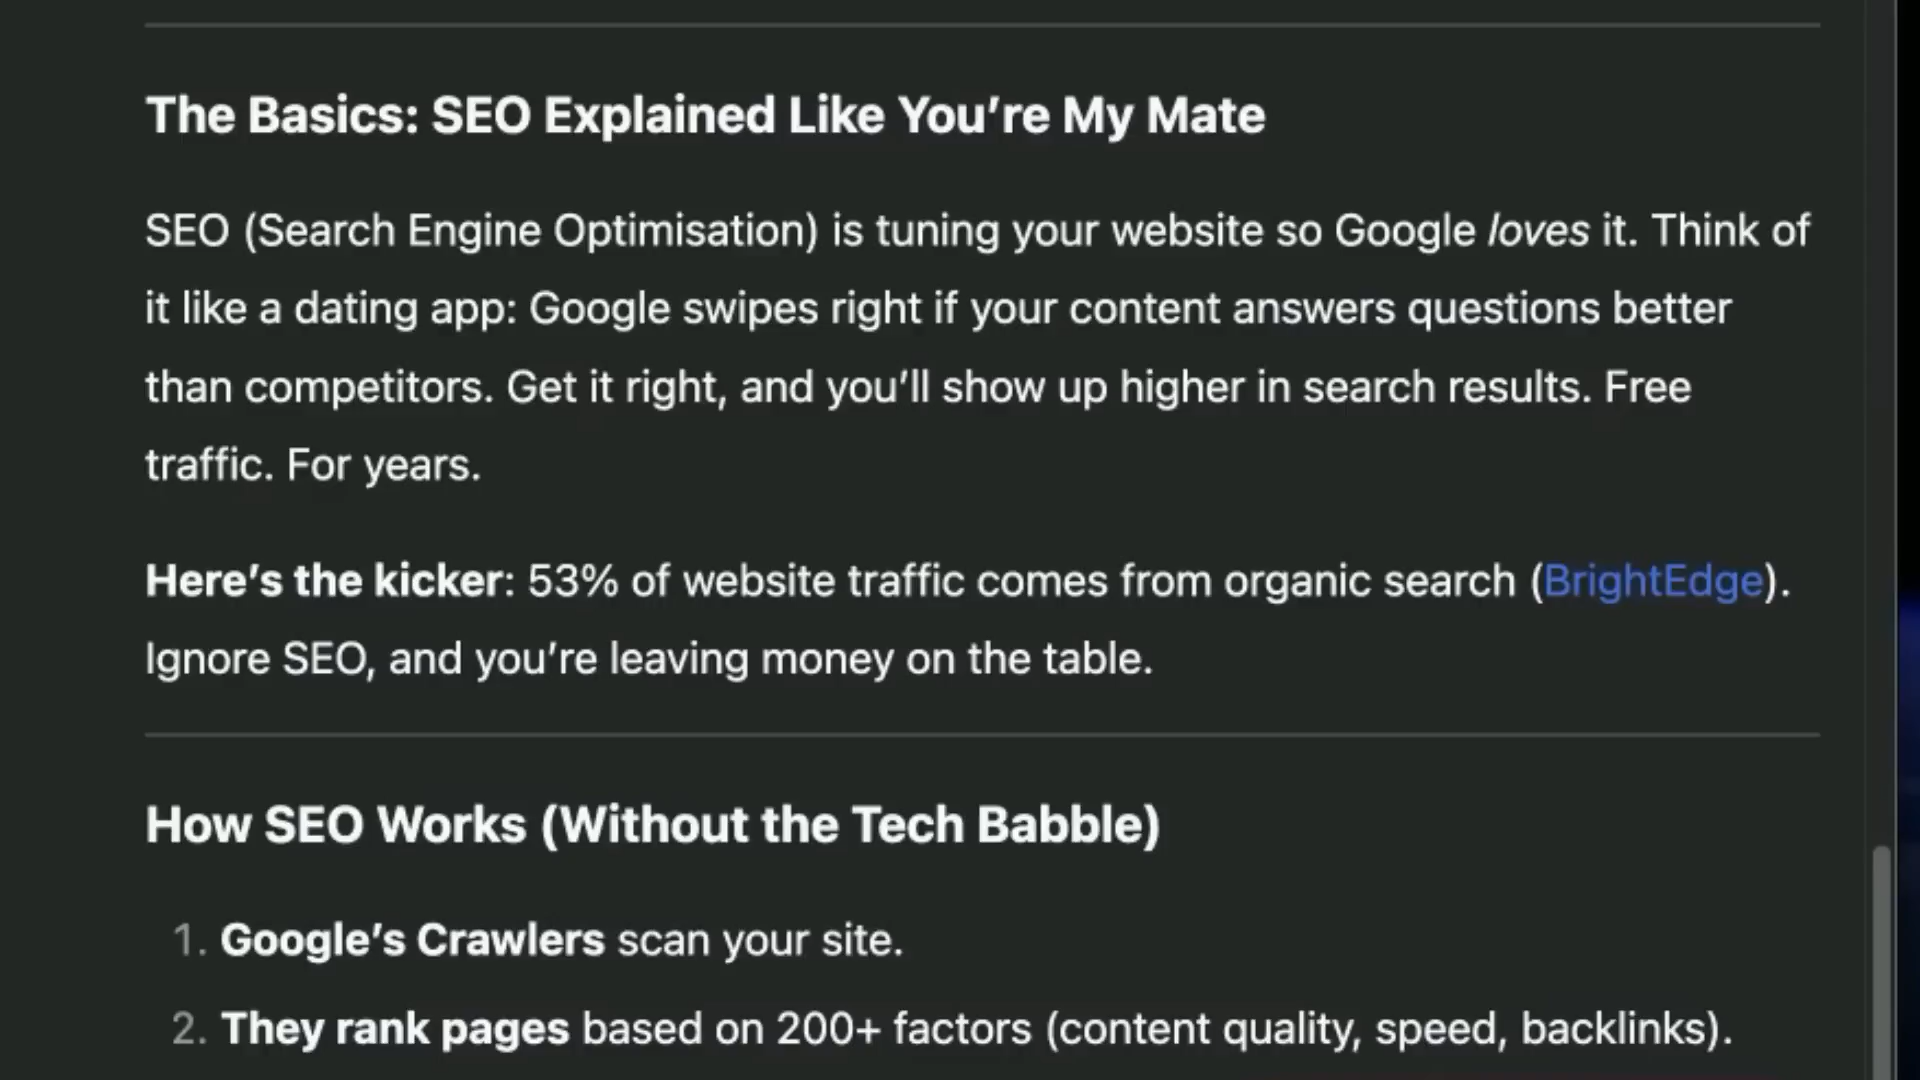 The Basics: SEO Explained Like You’re My Mate
SEO (Search Engine Optimisation) is tuning your website so Google loves it. Think of
it like a dating app: Google swipes right if your content answers questions better
than competitors. Get it right, and you’ll show up higher in search results. Free
traffic. For years.
Here’s the kicker: 53% of website traffic comes from organic search (BrightEdge).
Ignore SEO, and you’re leaving money on the table.
How SEO Works (Without the Tech Babble)
1. Google’s Crawlers scan your site.
2. They rank pages based on 200+ factors (content quality, speed, backlinks).